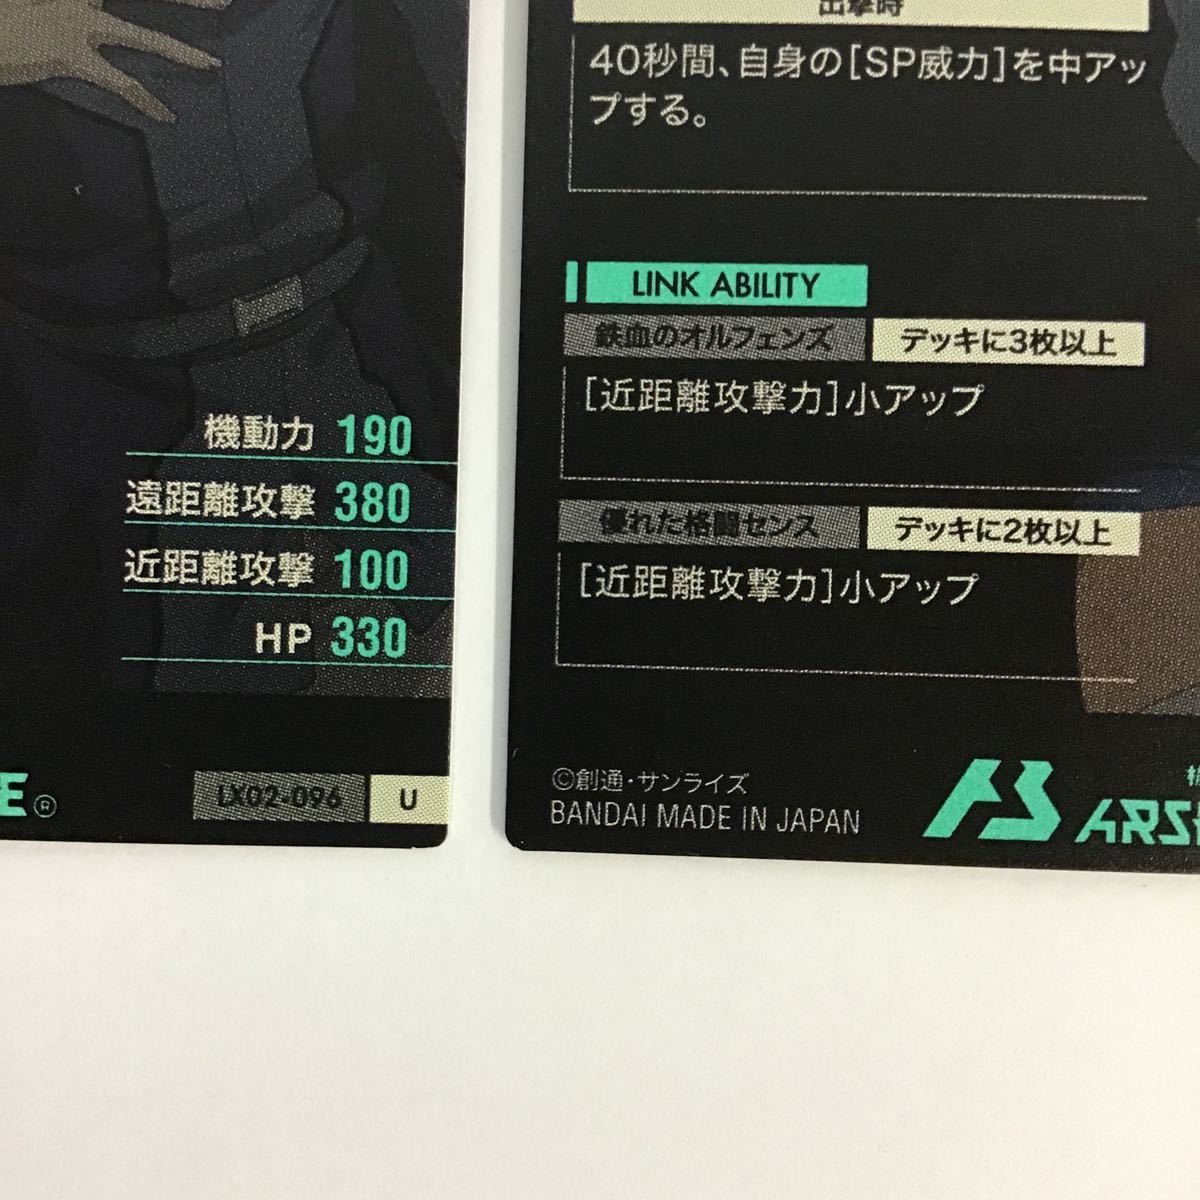 機動力 190
遠距離攻撃 380
近距離攻撃 100
HP 330
E®
LX02-096 U
出撃時
40秒間、自身の[SP威力]を中アッ
プする。
LINK ABILITY
鉄血のオルフェンズ デッキに3枚以上
[近距離攻撃力]小アップ
優れた格闘センス デッキに2枚以上
[近距離攻撃力]小アップ
©創通・サンライズ
BANDAI MADE IN JAPAN
機
ARSE